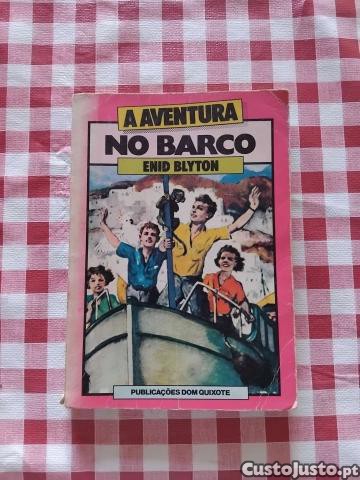 A AVENTURA
NO BARCO
ENID BLYTON
PUBLICAÇÕES DOM QUIXOTE
CustoJusto.pt